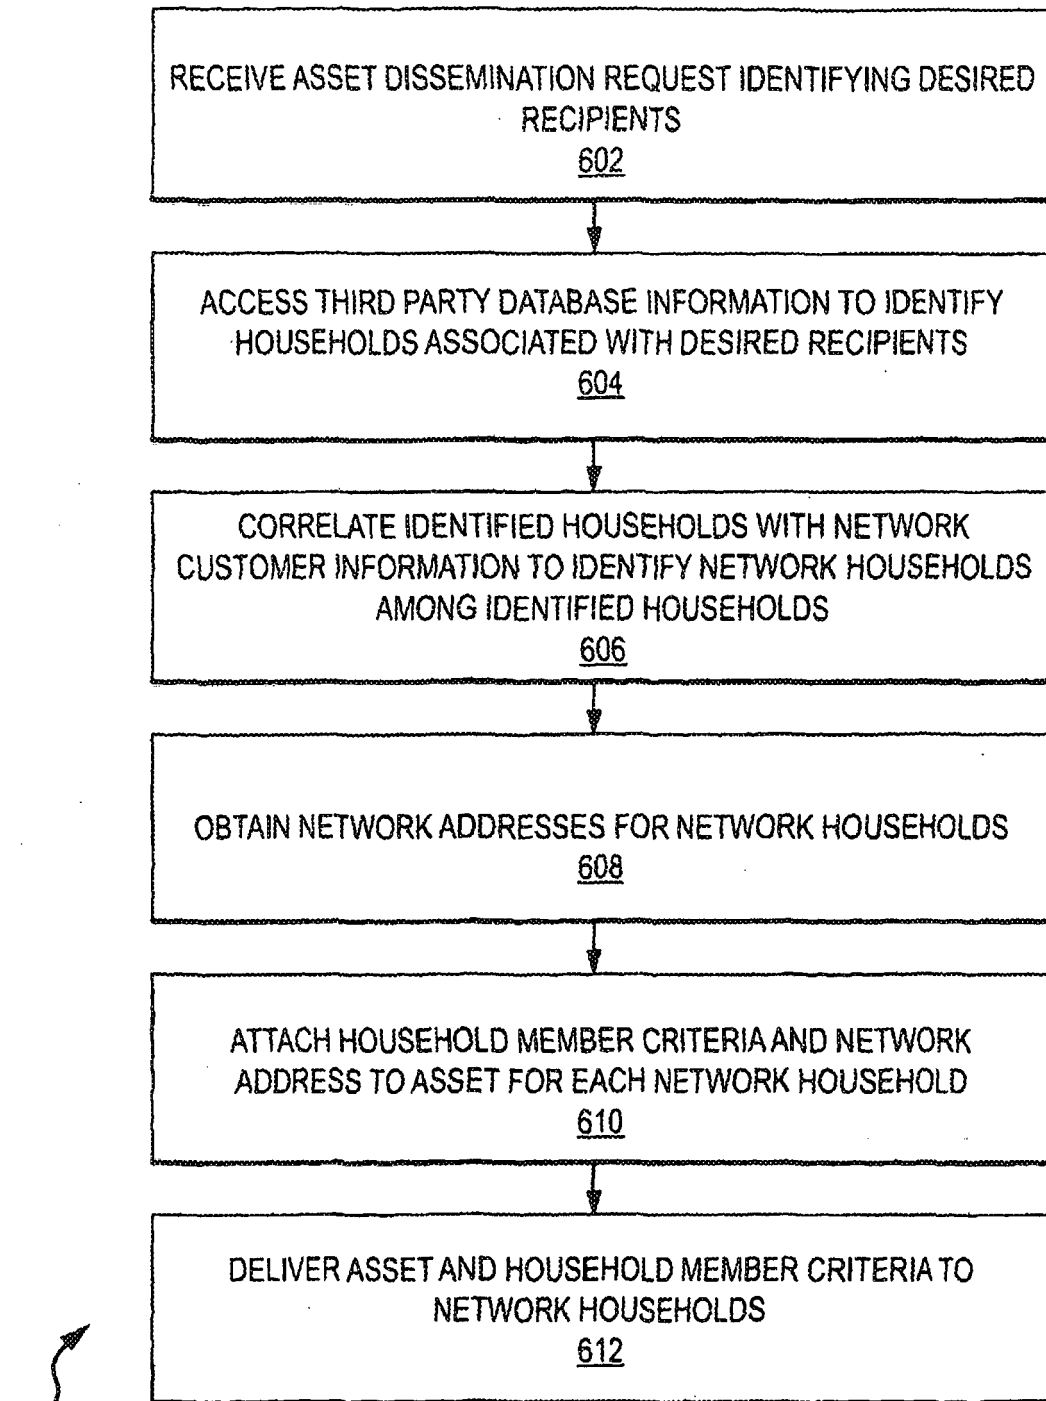 RECEIVE ASSET DISSEMINATION REQUEST IDENTIFYING DESIRED
RECIPIENTS
602
ACCESS THIRD PARTY DATABASE INFORMATION TO IDENTIFY
HOUSEHOLDS ASSOCIATED WITH DESIRED RECIPIENTS
604
CORRELATE IDENTIFIED HOUSEHOLDS WITH NETWORK
CUSTOMER INFORMATION TO IDENTIFY NETWORK HOUSEHOLDS
AMONG IDENTIFIED HOUSEHOLDS
606
OBTAIN NETWORK ADDRESSES FOR NETWORK HOUSEHOLDS
608
ATTACH HOUSEHOLD MEMBER CRITERIA AND NETWORK
ADDRESS TO ASSET FOR EACH NETWORK HOUSEHOLD
610
DELIVER ASSET AND HOUSEHOLD MEMBER CRITERIA TO
NETWORK HOUSEHOLDS
612